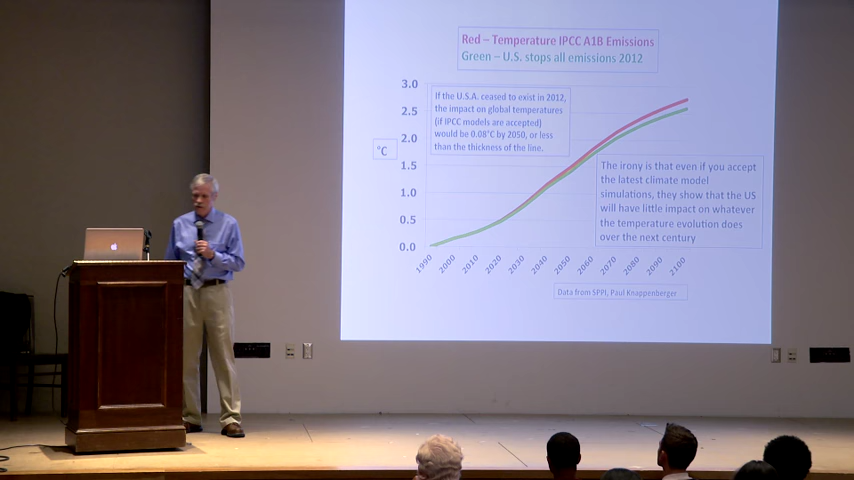 Red – Temperature IPCC A1B Emissions
Green – U.S. stops all emissions 2012
3.0
2.5
2.0
1.5
1.0
0.5
0.0
°C
If the U.S.A. ceased to exist in 2012,
the impact on global temperatures
(if IPCC models are accepted)
would be 0.08°C by 2050, or less
than the thickness of the line.
The irony is that even if you accept
the latest climate model
simulations, they show that the US
will have little impact on whatever
the temperature evolution does
over the next century
1990 2000 2010 2020 2030 2040 2050 2060 2070 2080 2090 2100
Data from SPPI, Paul Knappenberger